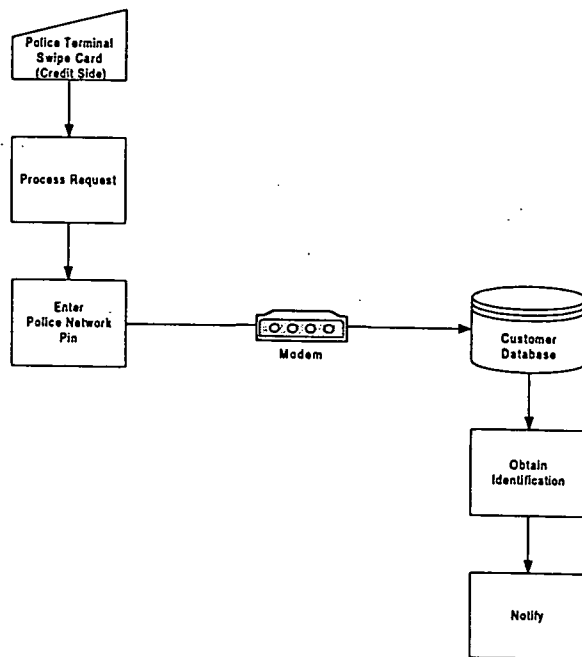 Police Terminal
Swipe Card
(Credit Side)
Process Request
Enter
Police Network
Pin
Modem
Customer
Database
Obtain
Identification
Notify